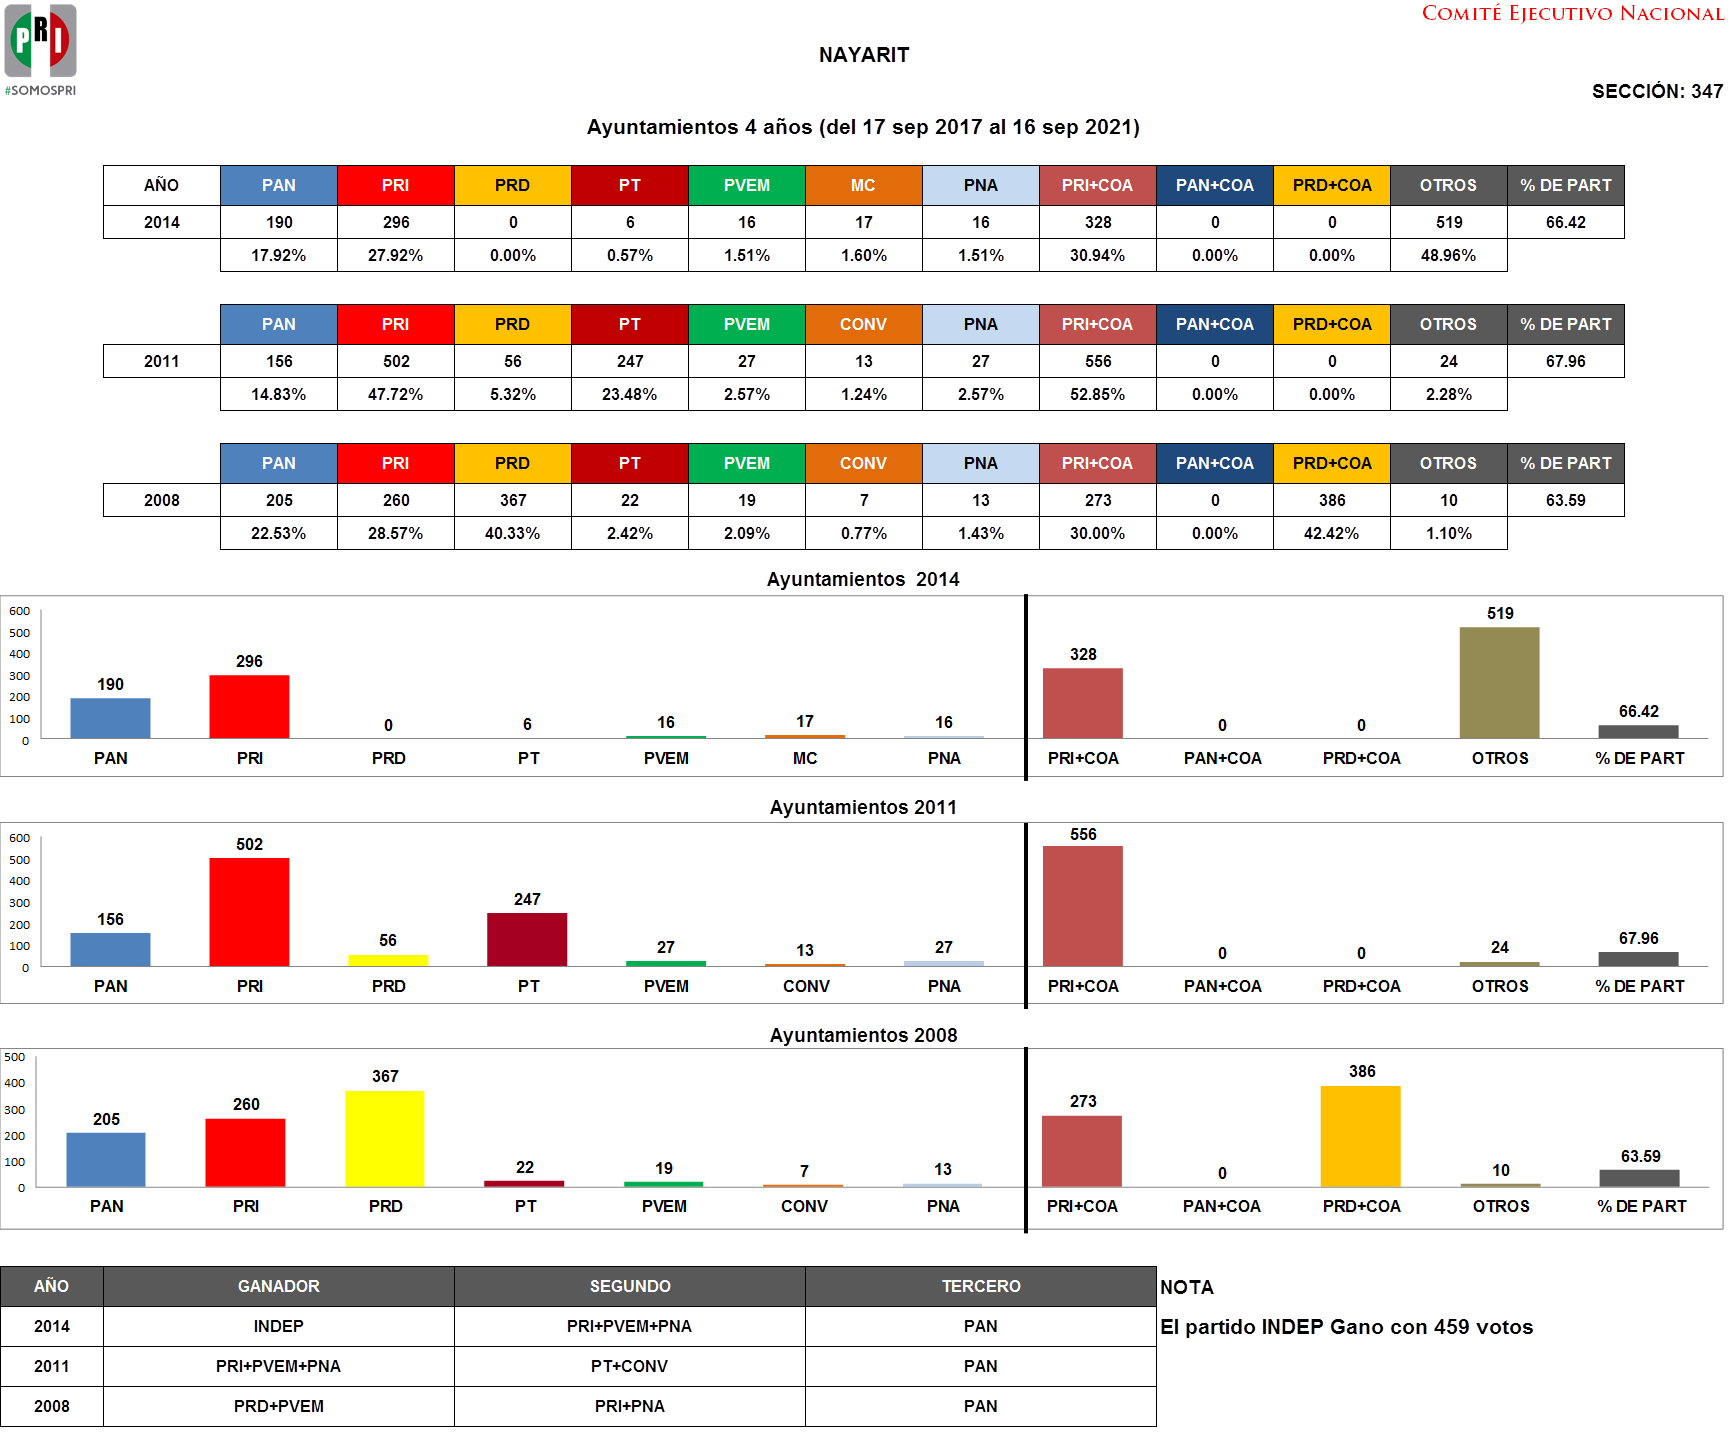 COMITÉ EJECUTIVO NACIONAL
PRI
#SOMOSPRI
NAYARIT
SECCIÓN: 347
Ayuntamientos 4 años (del 17 sep 2017 al 16 sep 2021)
AÑO PAN PRI PRD PT PVEM MC PNA PRI+COA PAN+COA PRD+COA OTROS % DE PART
2014 190 296 0 6 16 17 16 328 0 0 519 66.42
17.92% 27.92% 0.00% 0.57% 1.51% 1.60% 1.51% 30.94% 0.00% 0.00% 48.96%
PAN PRI PRD PT PVEM CONV PNA PRI+COA PAN+COA PRD+COA OTROS % DE PART
2011 156 502 56 247 27 13 27 556 0 0 24 67.96
14.83% 47.72% 5.32% 23.48% 2.57% 1.24% 2.57% 52.85% 0.00% 0.00% 2.28%
PAN PRI PRD PT PVEM CONV PNA PRI+COA PAN+COA PRD+COA OTROS % DE PART
2008 205 260 367 22 19 7 13 273 0 386 10 63.59
22.53% 28.57% 40.33% 2.42% 2.09% 0.77% 1.43% 30.00% 0.00% 42.42% 1.10%
Ayuntamientos 2014
600
500
400
300
200
100
0
190 296 0 6 16 17 16 328 0 0 519 66.42
PAN PRI PRD PT PVEM MC PNA PRI+COA PAN+COA PRD+COA OTROS % DE PART
Ayuntamientos 2011
600
500
400
300
200
100
0
156 502 56 247 27 13 27 556 0 0 24 67.96
PAN PRI PRD PT PVEM CONV PNA PRI+COA PAN+COA PRD+COA OTROS % DE PART
Ayuntamientos 2008
500
400
300
200
100
0
205 260 367 22 19 7 13 273 0 386 10 63.59
PAN PRI PRD PT PVEM CONV PNA PRI+COA PAN+COA PRD+COA OTROS % DE PART
AÑO GANADOR SEGUNDO TERCERO NOTA
2014 INDEP PRI+PVEM+PNA PAN El partido INDEP Gano con 459 votos
2011 PRI+PVEM+PNA PT+CONV PAN
2008 PRD+PVEM PRI+PNA PAN